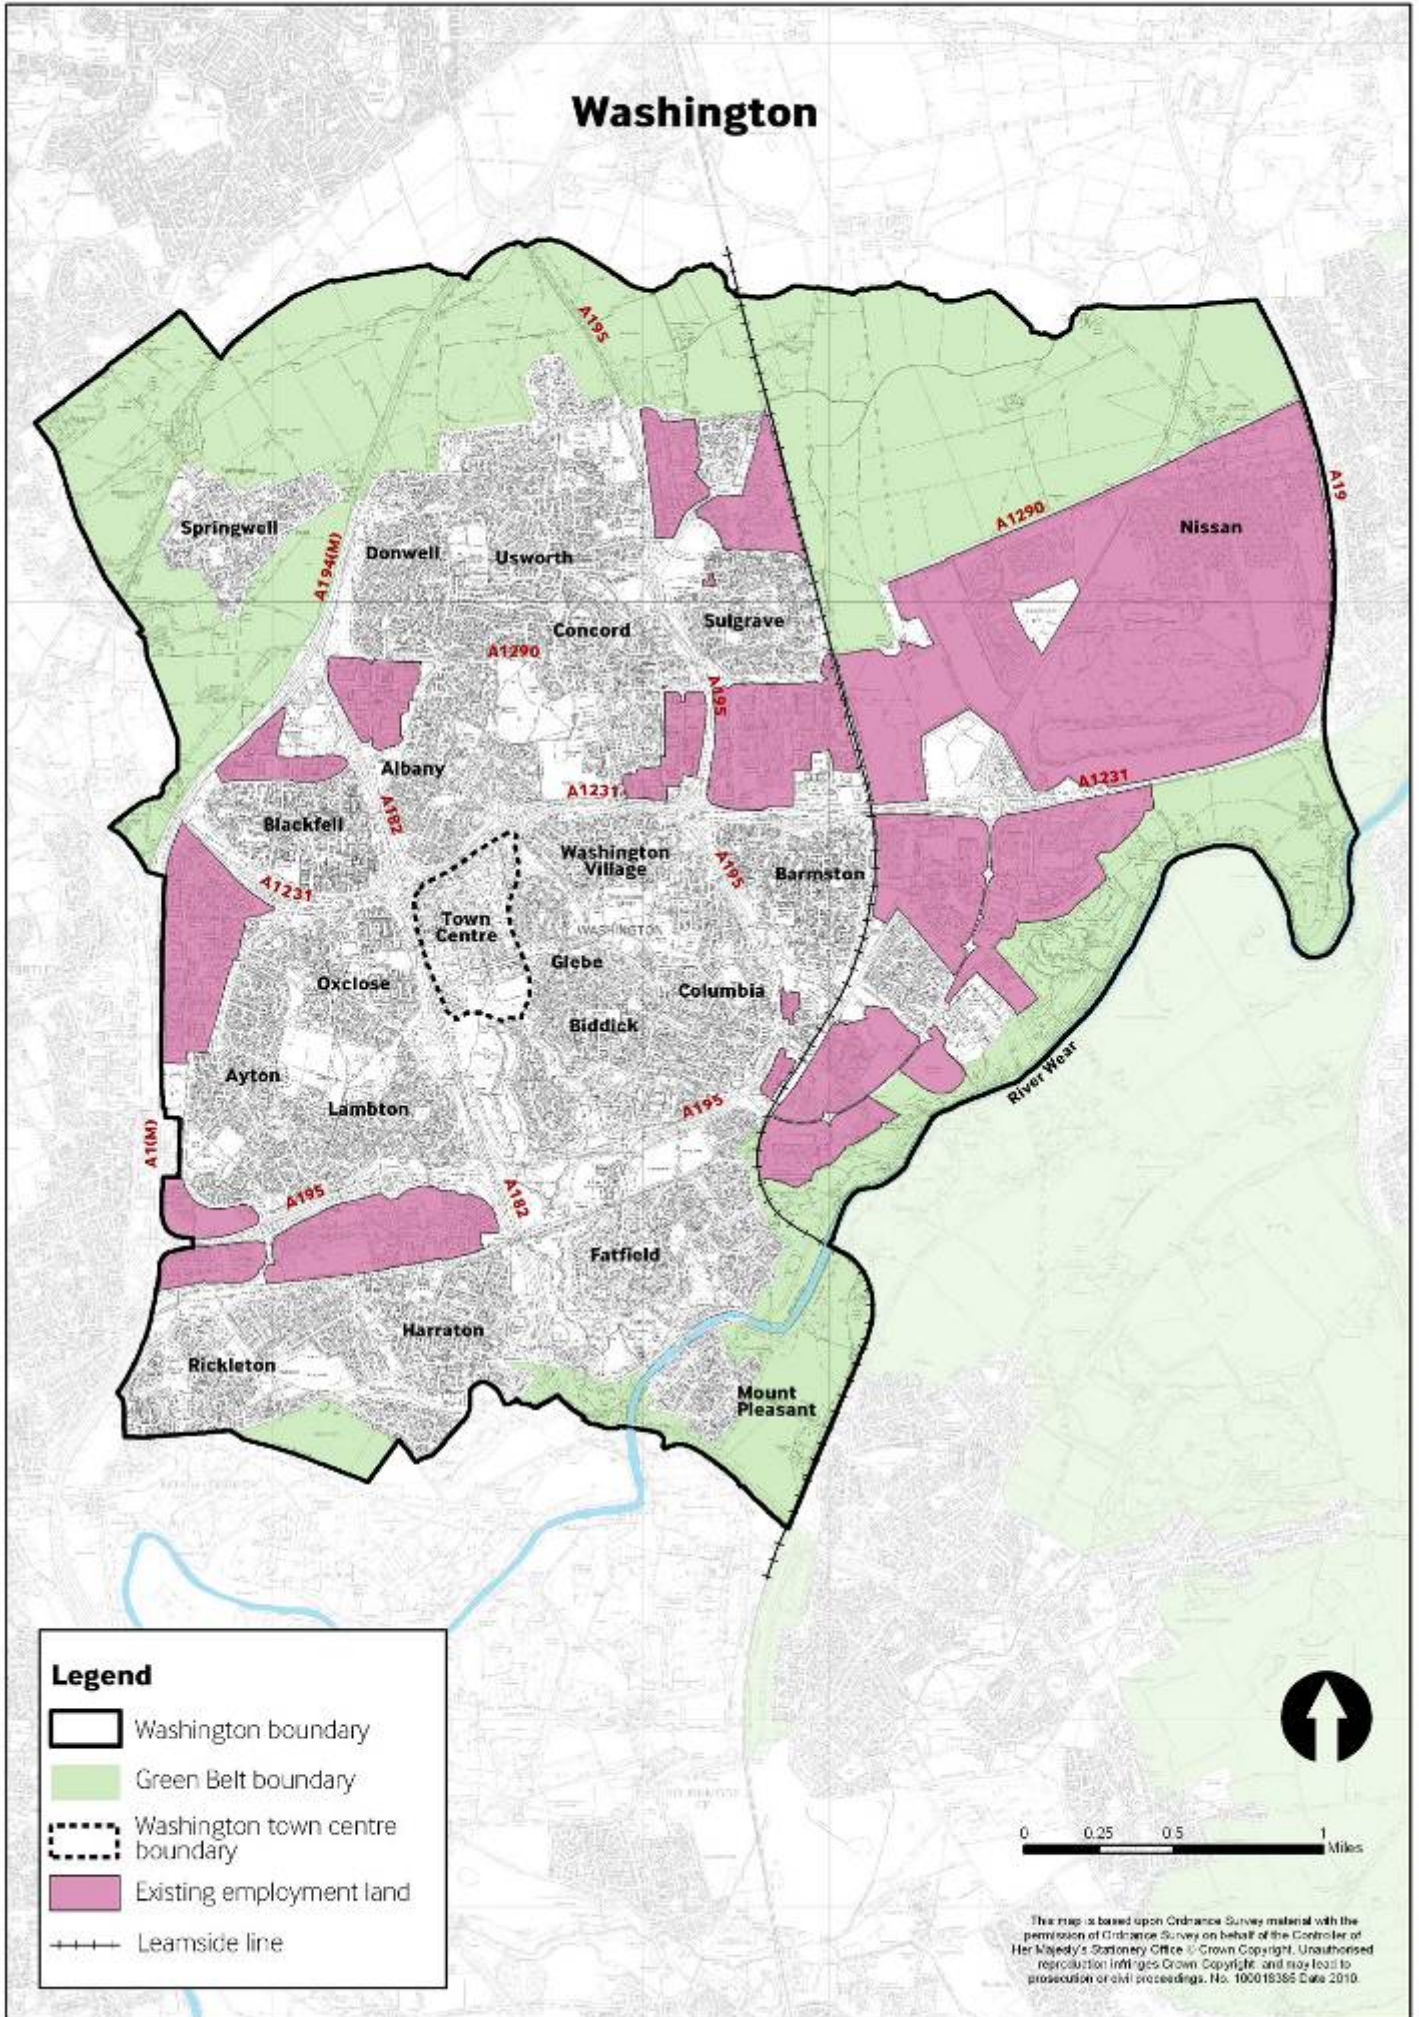 Washington
A195
A19
A1290
Nissan
Springwell
A194(M)
Donwell
Usworth
Concord
Sulgrave
A1290
A195
Albany
A1231
A1231
A182
Blackfell
Washington
Village
A195
Barmston
A1231
Town
Centre
WASHINGTON
Glebe
Oxclose
Columbia
Biddick
Ayton
Lambton
A195
River Wear
A1(M)
A195
A182
Fatfield
Harraton
Rickleton
Mount
Pleasant
Legend
Washington boundary
Green Belt boundary
Washington town centre
boundary
Existing employment land
Leamside line
0 0.25 0.5 1
Miles
This map is based upon Ordnance Survey material with the
permission of Ordnance Survey on behalf of the Controller of
Her Majesty's Stationery Office © Crown Copyright. Unauthorised
reproduction infringes Crown Copyright and may lead to
prosecution or civil proceedings. No. 100018385 Date 2010.